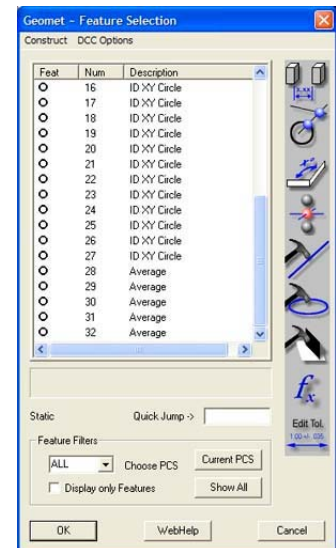 Geomet - Feature Selection
Construct DCC Options
Feat Num Description
16 ID XY Circle
17 ID XY Circle
18 ID XY Circle
19 ID XY Circle
20 ID XY Circle
21 ID XY Circle
22 ID XY Circle
23 ID XY Circle
24 ID XY Circle
25 ID XY Circle
26 ID XY Circle
27 ID XY Circle
28 Average
29 Average
30 Average
31 Average
32 Average
Static Quick Jump ->
Feature Filters
ALL Choose PCS Current PCS
Display only Features Show All
OK WebHelp Cancel
x.xx
fx
Edit Tol.